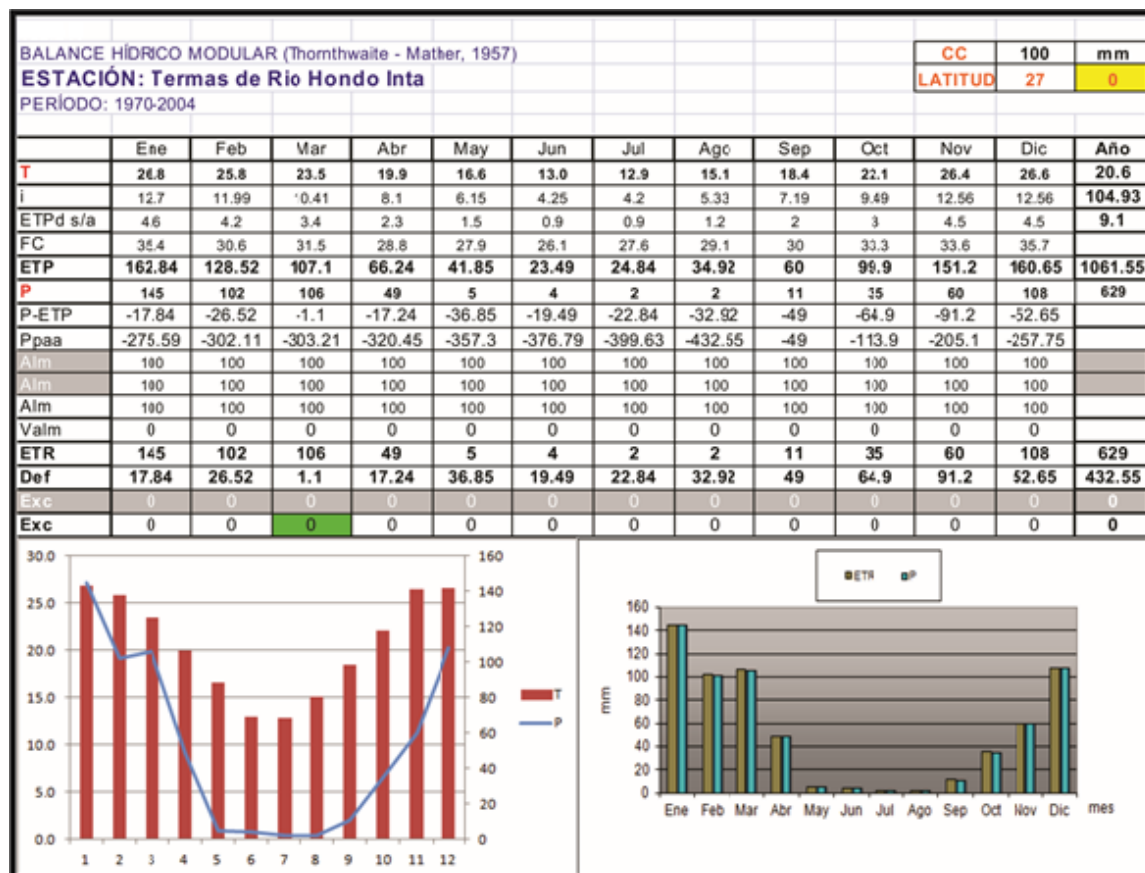 BALANCE HÍDRICO MODULAR (Thornthwaite - Mather, 1957) CC 100 mm
ESTACIÓN: Termas de Rio Hondo Inta LATITUD 27 0
PERÍODO: 1970-2004
Ene Feb Mar Abr May Jun Jul Ago Sep Oct Nov Dic Año
T 26.8 25.8 23.5 19.9 16.6 13.0 12.9 15.1 18.4 22.1 26.4 26.6 20.6
i 12.7 11.99 10.41 8.1 6.15 4.25 4.2 5.33 7.19 9.49 12.56 12.56 104.93
ETPd s/a 4.6 4.2 3.4 2.3 1.5 0.9 0.9 1.2 2 3 4.5 4.5 9.1
FC 35.4 30.6 31.5 28.8 27.9 26.1 27.6 29.1 30 33.3 33.6 35.7
ETP 162.84 128.52 107.1 66.24 41.85 23.49 24.84 34.92 60 99.9 151.2 160.65 1061.55
P 145 102 106 49 5 4 2 2 11 35 60 108 629
P-ETP -17.84 -26.52 -1.1 -17.24 -36.85 -19.49 -22.84 -32.92 -49 -64.9 -91.2 -52.65
Ppaa -275.59 -302.11 -303.21 -320.45 -357.3 -376.79 -399.63 -432.55 -49 -113.9 -205.1 -257.75
Alm 100 100 100 100 100 100 100 100 100 100 100 100
Alm 100 100 100 100 100 100 100 100 100 100 100 100
Alm 100 100 100 100 100 100 100 100 100 100 100 100
Valm 0 0 0 0 0 0 0 0 0 0 0 0
ETR 145 102 106 49 5 4 2 2 11 35 60 108 629
Def 17.84 26.52 1.1 17.24 36.85 19.49 22.84 32.92 49 64.9 91.2 52.65 432.55
Exc 0 0 0 0 0 0 0 0 0 0 0 0 0
Exc 0 0 0 0 0 0 0 0 0 0 0 0 0
30.0 160
25.0 140
20.0 120
15.0 100
10.0 80
5.0 60
0.0 40
20
0
1 2 3 4 5 6 7 8 9 10 11 12
T
P
ETR P
160
140
120
100
80
60
40
20
0
mm
Ene Feb Mar Abr May Jun Jul Ago Sep Oct Nov Dic mes